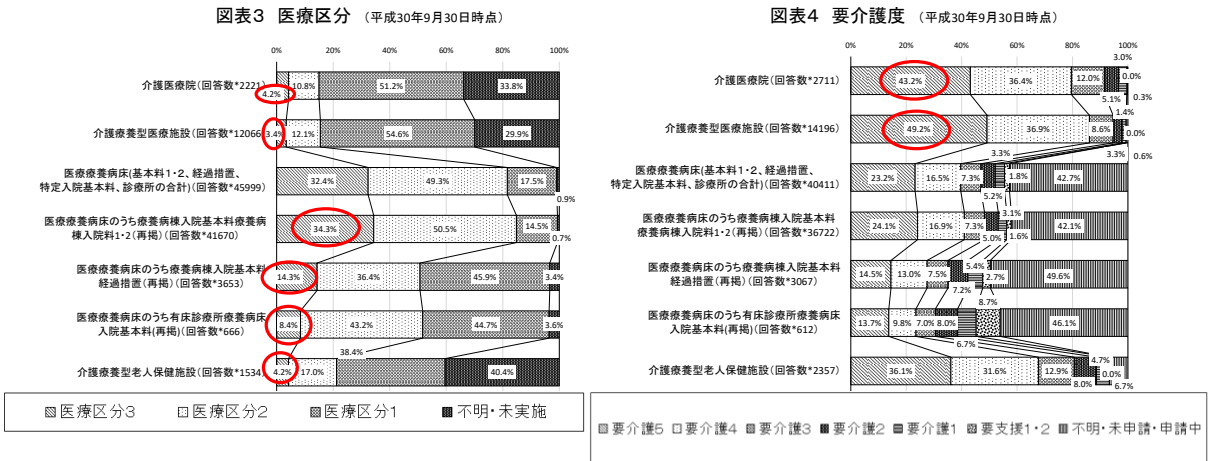 図表3 医療区分 (平成30年9月30日時点)
0% 20% 40% 60% 80% 100%
介護医療院(回答数*2221)
4.2% 10.8% 51.2% 33.8%
介護療養型医療施設(回答数*12066
3.4% 12.1% 54.6% 29.9%
医療療養病床(基本料1・2、経過措置、
特定入院基本料、診療所の合計)(回答数*45999)
32.4% 49.3% 17.5% 0.9%
医療療養病床のうち療養病棟入院基本料療養病
棟入院料1・2(再掲)(回答数*41670)
34.3% 50.5% 14.5% 0.7%
医療療養病床のうち療養病棟入院基本料
経過措置(再掲)(回答数*3653)
14.3% 36.4% 45.9% 3.4%
医療療養病床のうち有床診療所療養病床
入院基本料(再掲)(回答数*666)
8.4% 43.2% 44.7% 3.6%
介護療養型老人保健施設(回答数*1534
4.2% 17.0% 38.4% 40.4%
医療区分3 医療区分2 医療区分1 不明・未実施
図表4 要介護度 (平成30年9月30日時点)
0% 20% 40% 60% 80% 100%
介護医療院(回答数*2711)
43.2% 36.4% 12.0% 5.1% 3.0% 0.0% 0.3%
介護療養型医療施設(回答数*14196)
49.2% 36.9% 8.6% 3.3% 1.4% 0.0% 0.6%
医療療養病床(基本料1・2、経過措置、
特定入院基本料、診療所の合計)(回答数*40411)
23.2% 16.5% 7.3% 5.2% 3.3% 1.8% 42.7%
医療療養病床のうち療養病棟入院基本料
療養病棟入院料1・2(再掲)(回答数*36722)
24.1% 16.9% 7.3% 5.0% 3.1% 1.6% 42.1%
医療療養病床のうち療養病棟入院基本料
経過措置(再掲)(回答数*3067)
14.5% 13.0% 7.5% 7.2% 5.4% 2.7% 49.6%
医療療養病床のうち有床診療所療養病床
入院基本料(再掲)(回答数*612)
13.7% 9.8% 7.0% 8.0% 6.7% 8.7% 46.1%
介護療養型老人保健施設(回答数*2357)
36.1% 31.6% 12.9% 8.0% 4.7% 0.0% 6.7%
要介護5 要介護4 要介護3 要介護2 要介護1 要支援1・2 不明・未申請・申請中